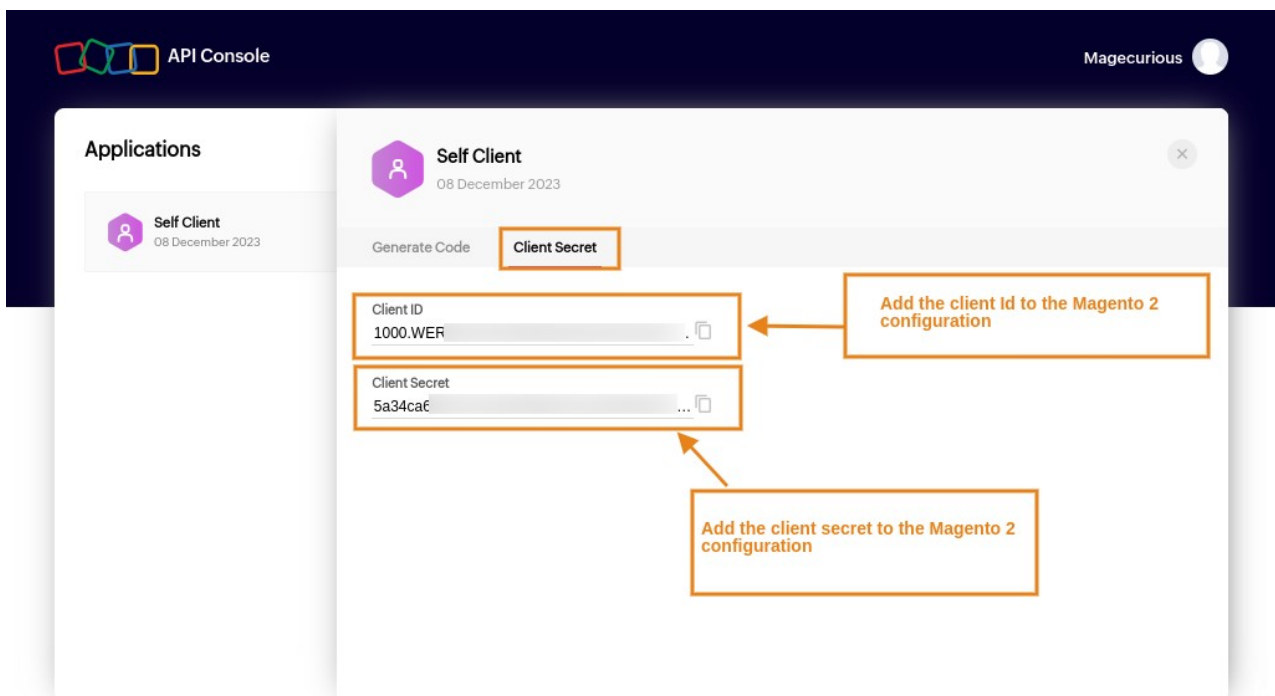 API Console
Magecurious
Applications
Self Client
08 December 2023
Self Client
08 December 2023
Generate Code
Client Secret
Client ID
1000.WER
Add the client Id to the Magento 2
configuration
Client Secret
5a34ca6
...
Add the client secret to the Magento 2
configuration